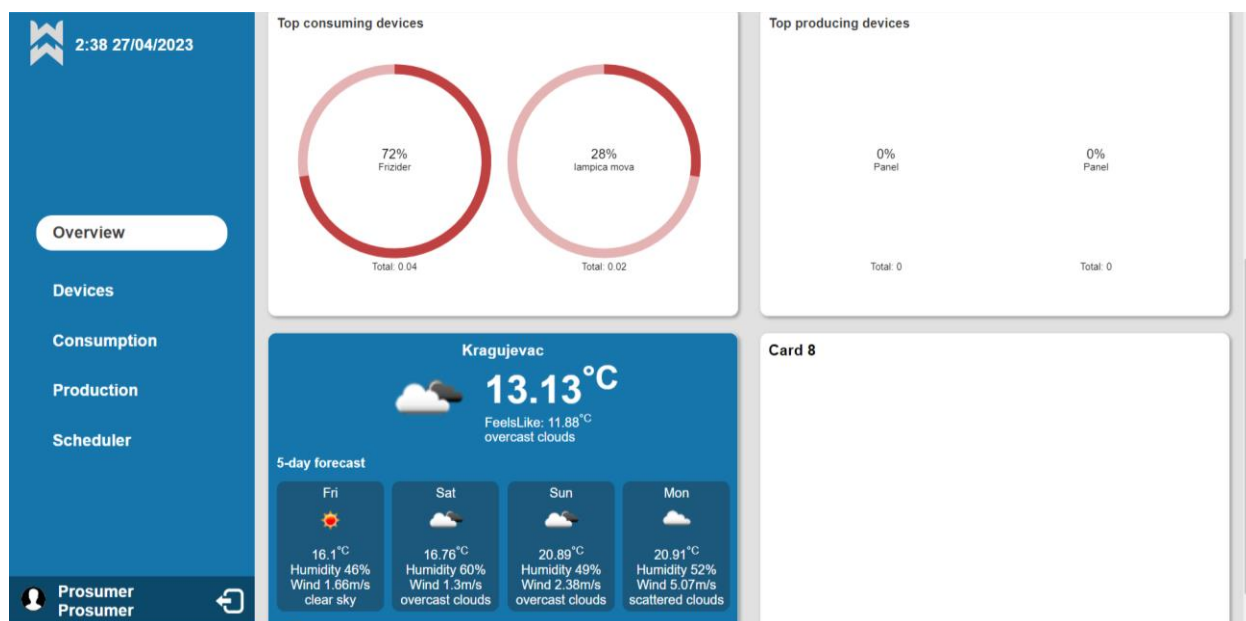 2:38 27/04/2023
Overview
Devices
Consumption
Production
Scheduler
Prosumer
Prosumer
Top consuming devices
72%
Frizider
Total: 0.04
28%
lampica mova
Total: 0.02
Top producing devices
0%
Panel
Total: 0
0%
Panel
Total: 0
Kragujevac
13.13°C
FeelsLike: 11.88°C
overcast clouds
5-day forecast
Fri
16.1°C
Humidity 46%
Wind 1.66m/s
clear sky
Sat
16.76°C
Humidity 60%
Wind 1.3m/s
overcast clouds
Sun
20.89°C
Humidity 49%
Wind 2.38m/s
overcast clouds
Mon
20.91°C
Humidity 52%
Wind 5.07m/s
scattered clouds
Card 8